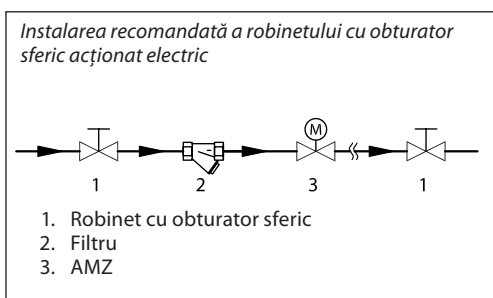 Instalarea recomandată a robinetului cu obturator
sferic acționat electric
M
1 2 3 1
1. Robinet cu obturator sferic
2. Filtru
3. AMZ